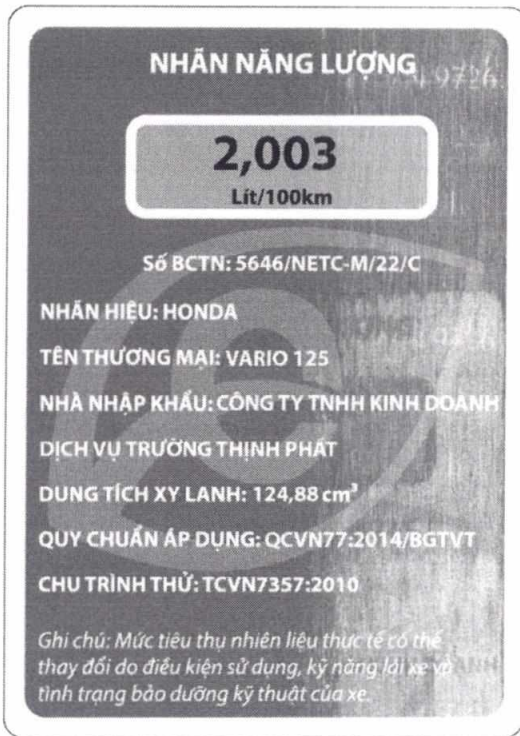 NHÃN NĂNG LƯỢNG
2,003
Lít/100km
Số BCTN: 5646/NETC-M/22/C
NHÃN HIỆU: HONDA
TÊN THƯƠNG MẠI: VARIO 125
NHÀ NHẬP KHẨU: CÔNG TY TNHH KINH DOANH
DỊCH VỤ TRƯỜNG THỊNH PHÁT
DUNG TÍCH XY LANH: 124,88 cm³
QUY CHUẨN ÁP DỤNG: QCVN77:2014/BGTVT
CHU TRÌNH THỬ: TCVN7357:2010
Ghi chú: Mức tiêu thụ nhiên liệu thực tế có thể
thay đổi do điều kiện sử dụng, kỹ năng lái xe và
tình trạng bảo dưỡng kỹ thuật của xe.